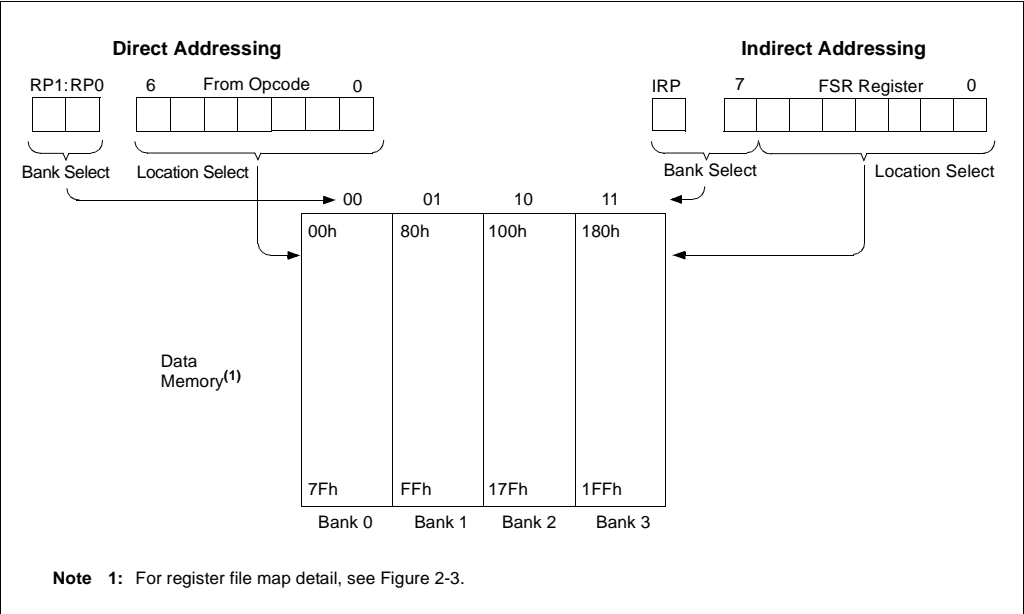 Direct Addressing
Indirect Addressing
RP1:RP0 6 From Opcode 0
IRP 7 FSR Register 0
Bank Select Location Select
Bank Select Location Select
00 01 10 11
00h 80h 100h 180h
Data
Memory(1)
7Fh FFh 17Fh 1FFh
Bank 0 Bank 1 Bank 2 Bank 3
Note 1: For register file map detail, see Figure 2-3.